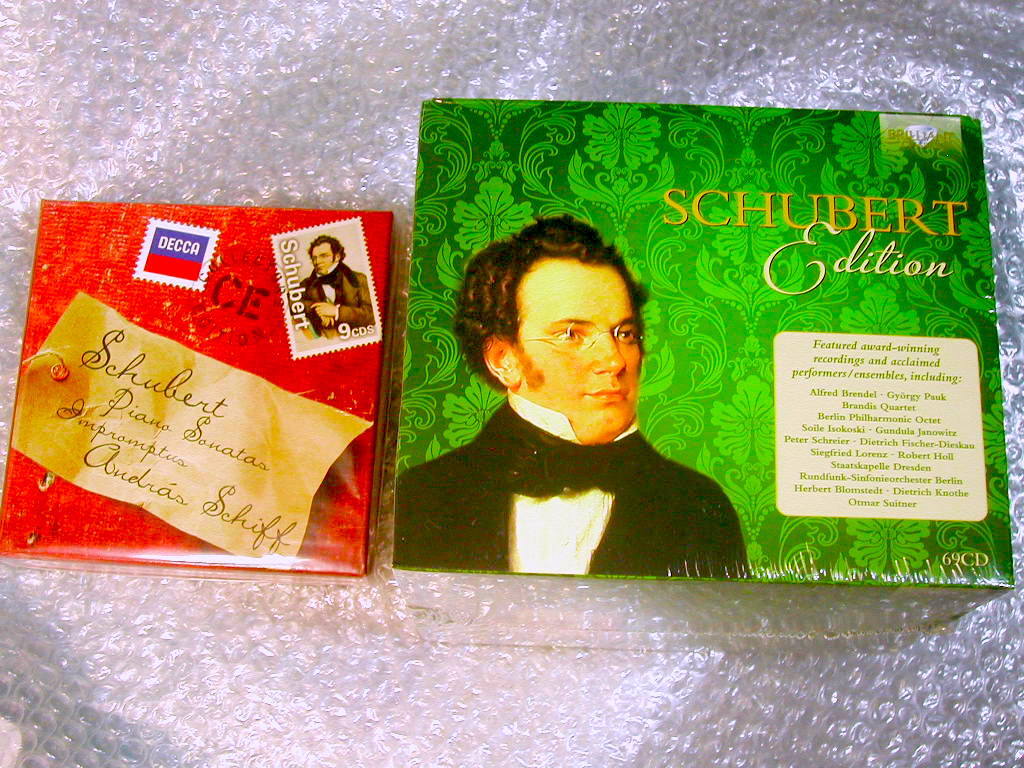 DECCA
CE
Schubert
9CDS
Schubert
Piano Sonatas
Impromptus
András Schiff
BRILLIANT
SCHUBERT
Edition
Featured award-winning
recordings and acclaimed
performers/ensembles, including:
Alfred Brendel · György Pauk
Brandis Quartet
Berlin Philharmonic Octet
Soile Isokoski · Gundula Janowitz
Peter Schreier · Dietrich Fischer-Dieskau
Siegfried Lorenz · Robert Holl
Staatskapelle Dresden
Rundfunk-Sinfonieorchester Berlin
Herbert Blomstedt · Dietrich Knothe
Otmar Suitner
69CD